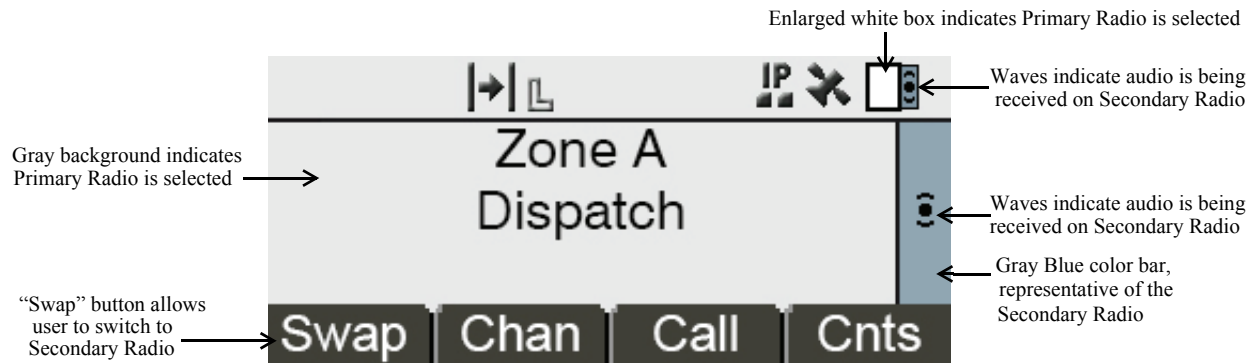 Enlarged white box indicates Primary Radio is selected
IP
Waves indicate audio is being
received on Secondary Radio
Gray background indicates
Primary Radio is selected
Zone A
Dispatch
Waves indicate audio is being
received on Secondary Radio
Gray Blue color bar,
representative of the
Secondary Radio
“Swap” button allows
user to switch to
Secondary Radio
Swap Chan Call Cnts